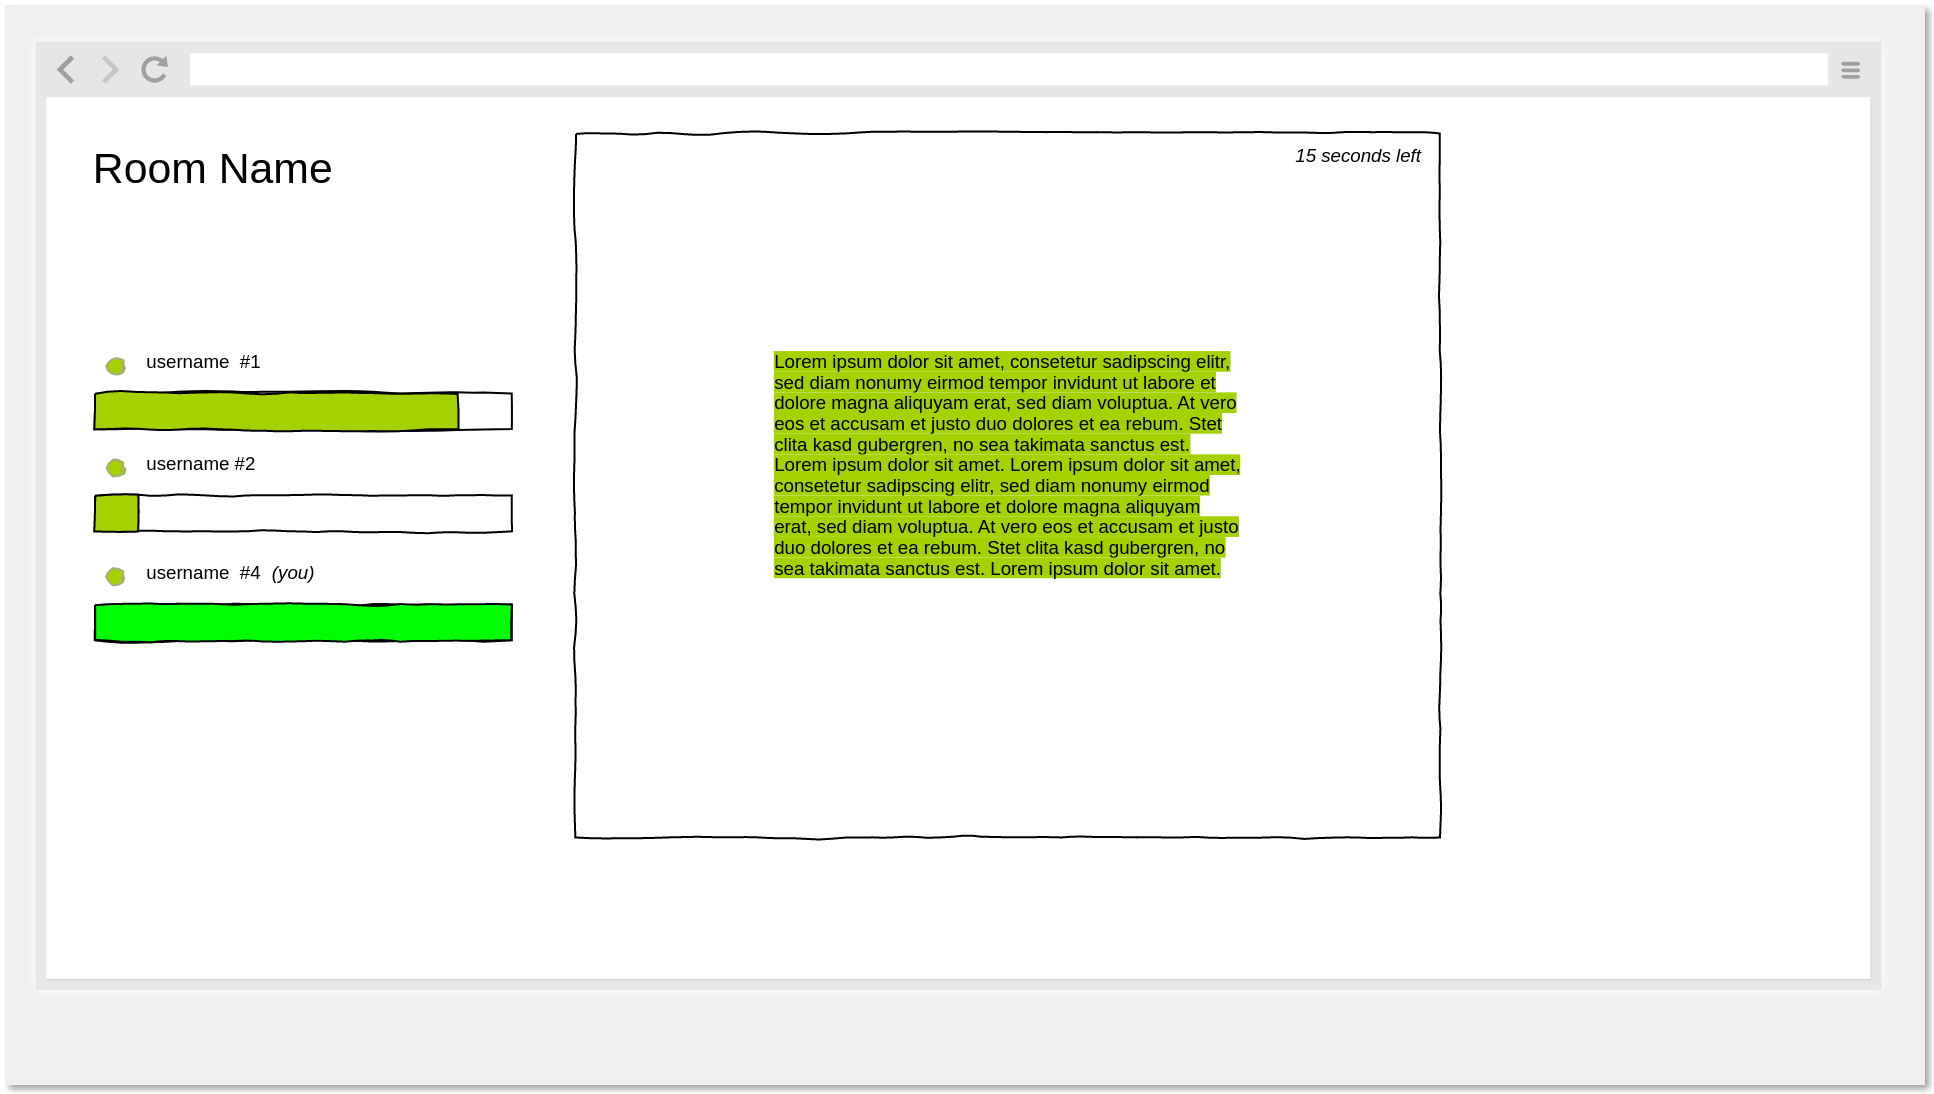 Room Name
15 seconds left
username  #1
username #2
username  #4  (you)
Lorem ipsum dolor sit amet, consetetur sadipscing elitr,
sed diam nonumy eirmod tempor invidunt ut labore et
dolore magna aliquyam erat, sed diam voluptua. At vero
eos et accusam et justo duo dolores et ea rebum. Stet
clita kasd gubergren, no sea takimata sanctus est.
Lorem ipsum dolor sit amet. Lorem ipsum dolor sit amet,
consetetur sadipscing elitr, sed diam nonumy eirmod
tempor invidunt ut labore et dolore magna aliquyam
erat, sed diam voluptua. At vero eos et accusam et justo
duo dolores et ea rebum. Stet clita kasd gubergren, no
sea takimata sanctus est. Lorem ipsum dolor sit amet.